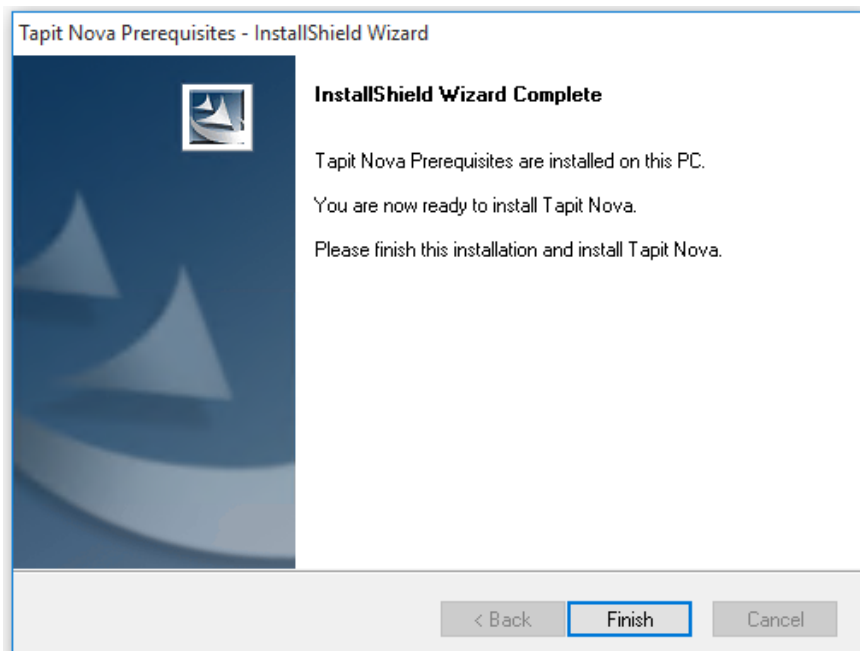 Tapit Nova Prerequisites - InstallShield Wizard
InstallShield Wizard Complete
Tapit Nova Prerequisites are installed on this PC.
You are now ready to install Tapit Nova.
Please finish this installation and install Tapit Nova.
< Back
Finish
Cancel